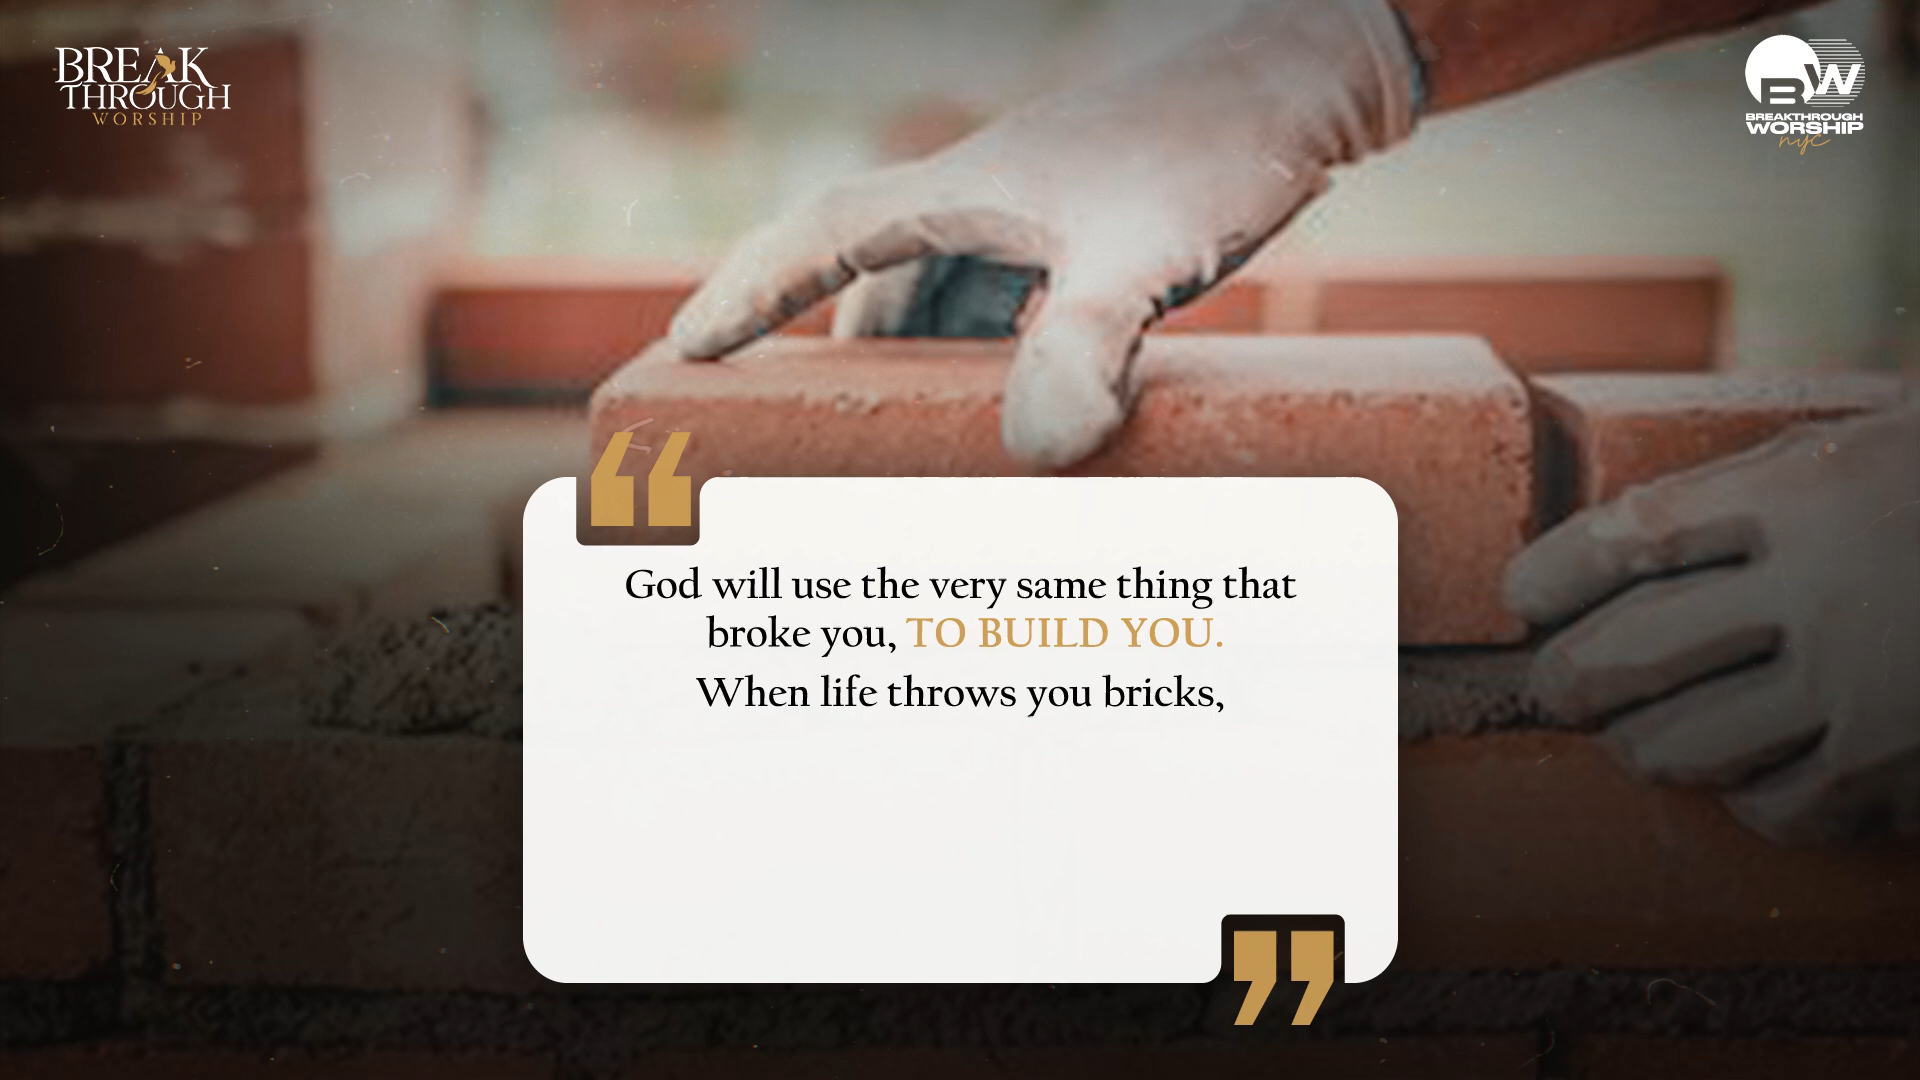 BREAK
THROUGH
WORSHIP
BW
BREAKTHROUGH
WORSHIP
nyc
“
God will use the very same thing that
broke you, TO BUILD YOU.
When life throws you bricks,
”